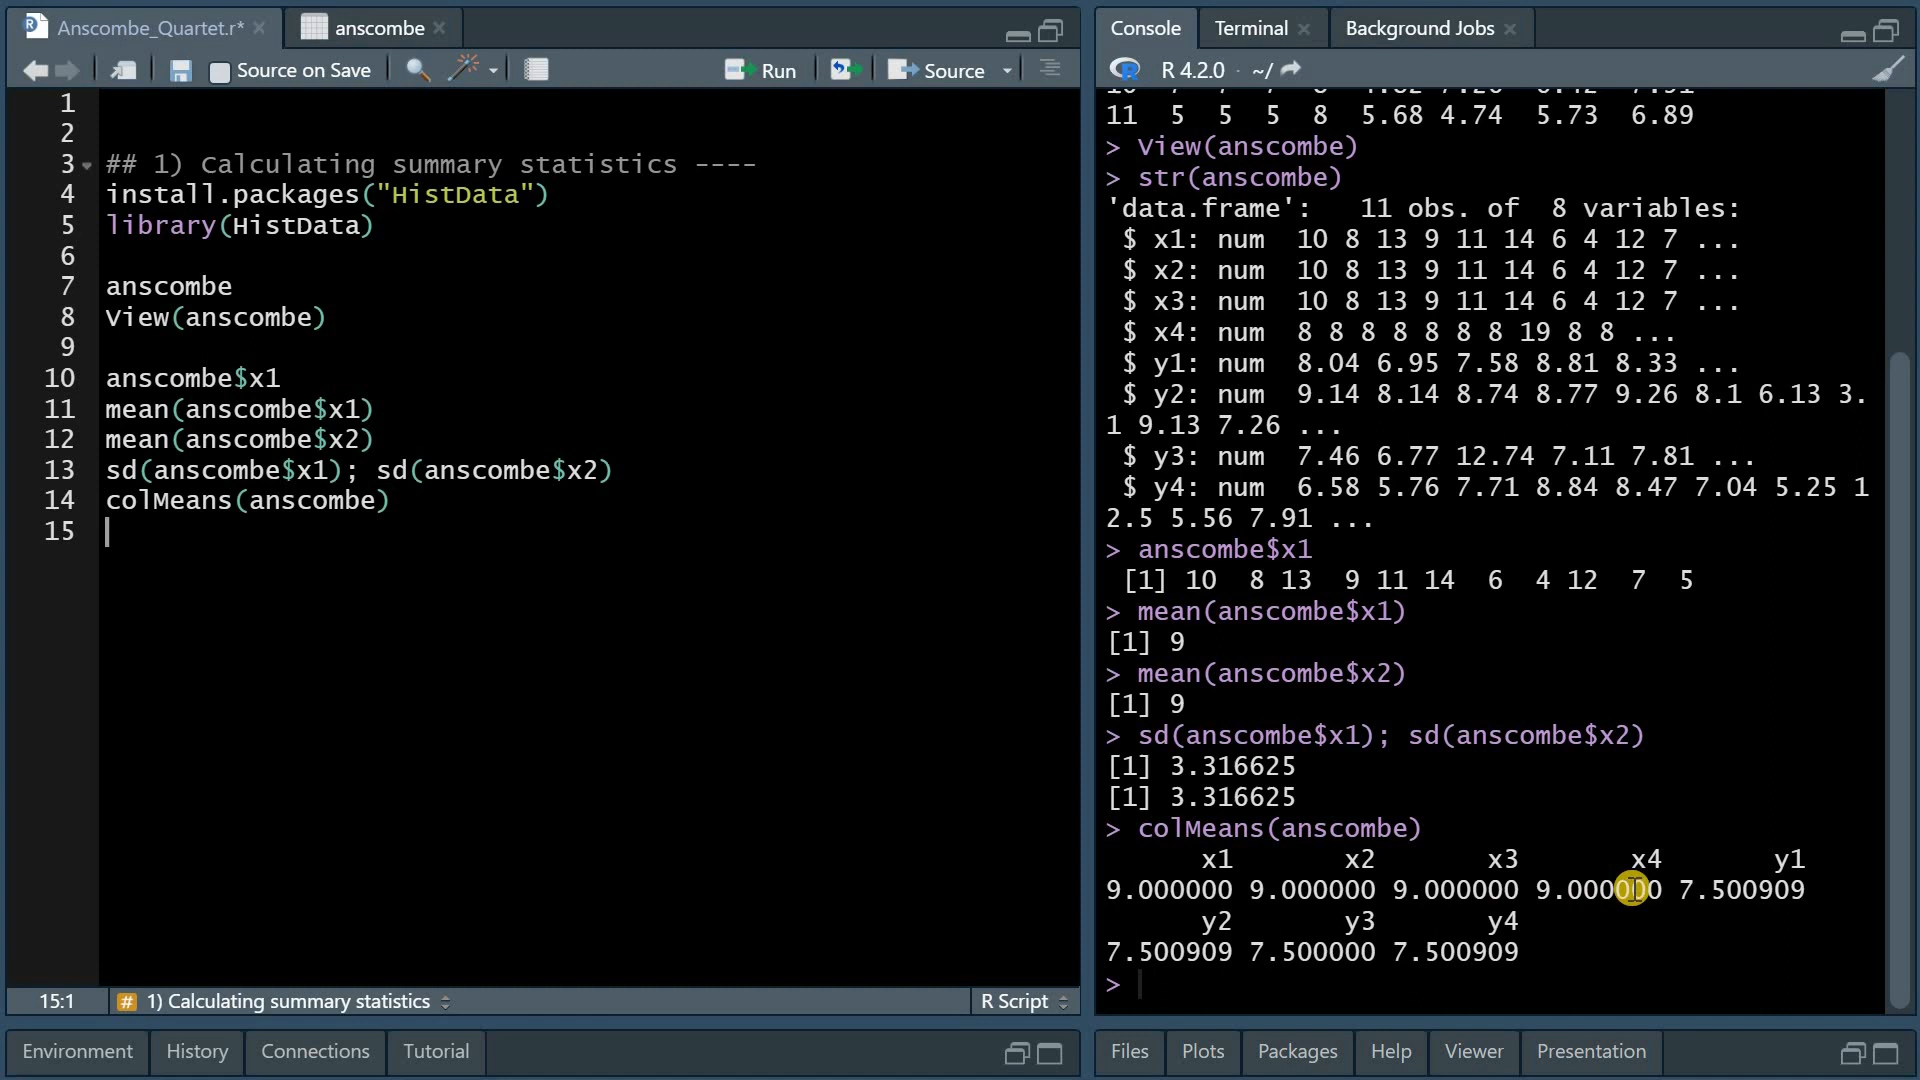 Anscombe_Quartet.r*
anscombe
Source on Save
Run
Source
1
2
3 ## 1) Calculating summary statistics ----
4 install.packages("HistData")
5 library(HistData)
6
7 anscombe
8 View(anscombe)
9
10 anscombe$x1
11 mean(anscombe$x1)
12 mean(anscombe$x2)
13 sd(anscombe$x1); sd(anscombe$x2)
14 colMeans(anscombe)
15
15:1 # 1) Calculating summary statistics R Script
Environment History Connections Tutorial
Console Terminal Background Jobs
R 4.2.0 · ~/
11 5 5 5 8 5.68 4.74 5.73 6.89
> View(anscombe)
> str(anscombe)
'data.frame': 11 obs. of 8 variables:
$ x1: num 10 8 13 9 11 14 6 4 12 7 ...
$ x2: num 10 8 13 9 11 14 6 4 12 7 ...
$ x3: num 10 8 13 9 11 14 6 4 12 7 ...
$ x4: num 8 8 8 8 8 8 8 19 8 8 ...
$ y1: num 8.04 6.95 7.58 8.81 8.33 ...
$ y2: num 9.14 8.14 8.74 8.77 9.26 8.1 6.13 3.
1 9.13 7.26 ...
$ y3: num 7.46 6.77 12.74 7.11 7.81 ...
$ y4: num 6.58 5.76 7.71 8.84 8.47 7.04 5.25 1
2.5 5.56 7.91 ...
> anscombe$x1
[1] 10 8 13 9 11 14 6 4 12 7 5
> mean(anscombe$x1)
[1] 9
> mean(anscombe$x2)
[1] 9
> sd(anscombe$x1); sd(anscombe$x2)
[1] 3.316625
[1] 3.316625
> colMeans(anscombe)
x1 x2 x3 x4 y1
9.000000 9.000000 9.000000 9.000000 7.500909
y2 y3 y4
7.500909 7.500000 7.500909
>
Files Plots Packages Help Viewer Presentation